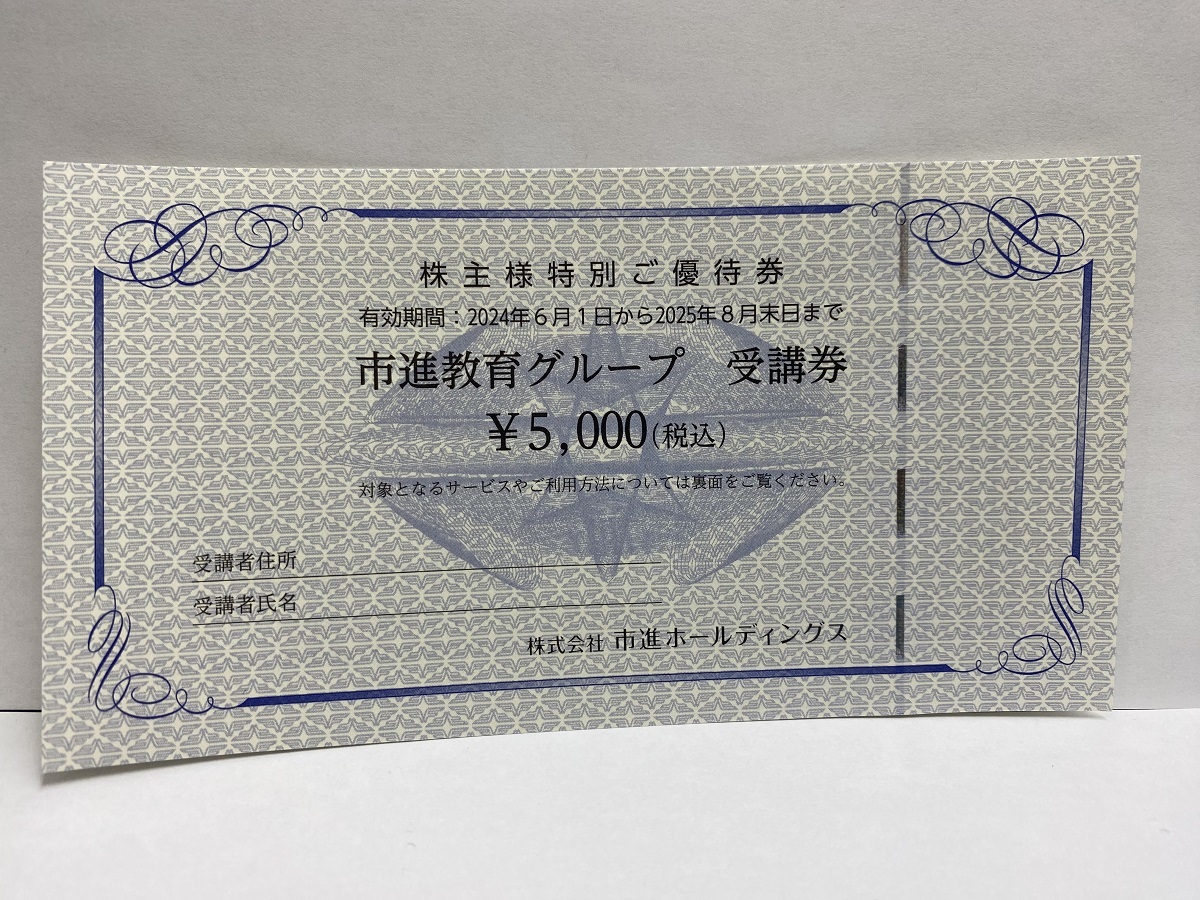 株主様特別ご優待券
有効期間：2024年6月1日から2025年8月末日まで
市進教育グループ 受講券
¥5,000(税込)
対象となるサービスやご利用方法については裏面をご覧ください。
受講者住所
受講者氏名
株式会社 市進ホールディングス